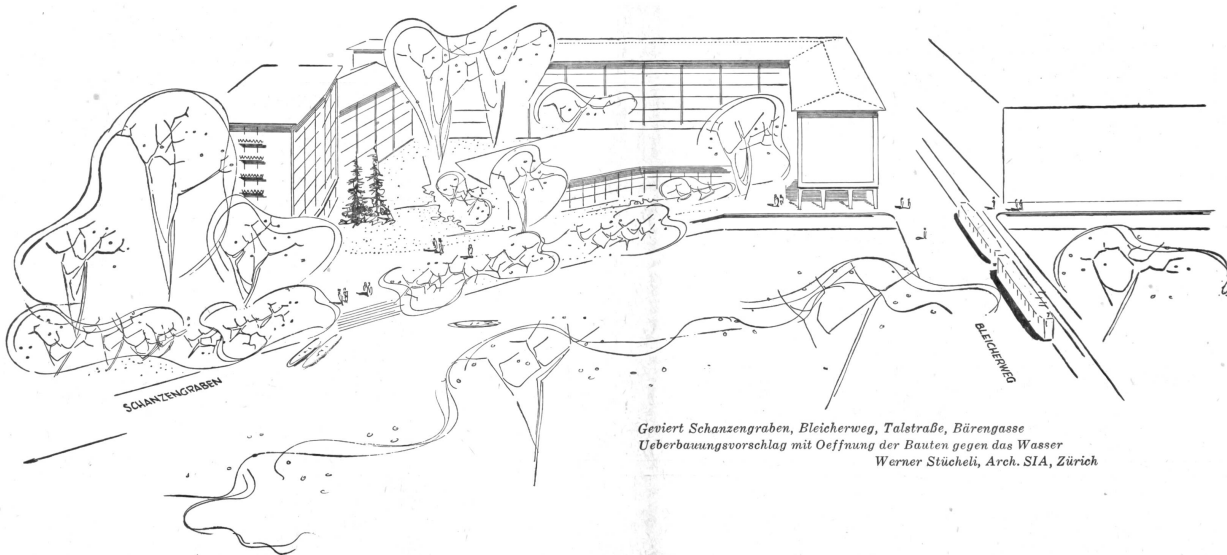 SCHANZENGRABEN
BLEICHERWEG
Geviert Schanzengraben, Bleicherweg, Talstraße, Bärengasse
Ueberbauungsvorschlag mit Oeffnung der Bauten gegen das Wasser
Werner Stücheli, Arch. SIA, Zürich